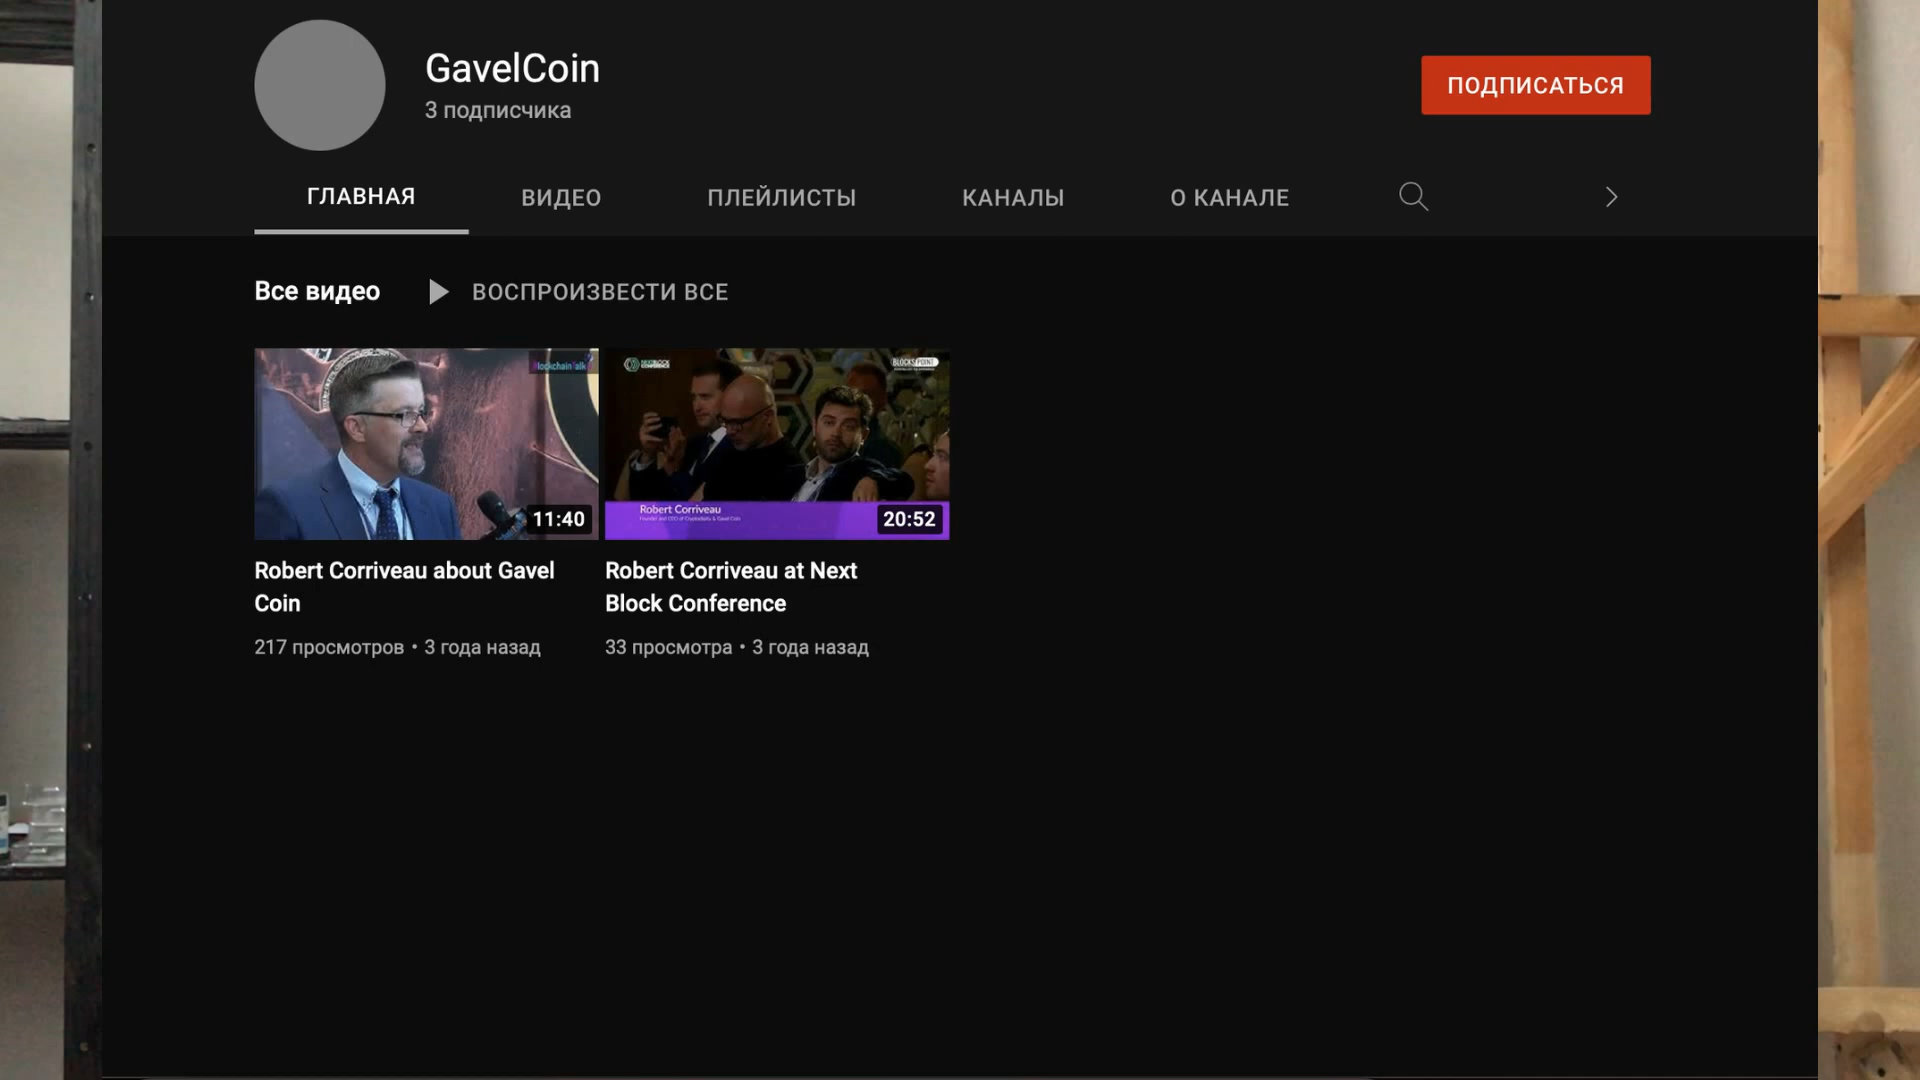 GavelCoin
3 подписчика
ПОДПИСАТЬСЯ
ГЛАВНАЯ
ВИДЕО
ПЛЕЙЛИСТЫ
КАНАЛЫ
О КАНАЛЕ
Все видео
ВОСПРОИЗВЕСТИ ВСЕ
11:40
NEXTBLOCK
CONFERENCE
Robert Corriveau
20:52
Robert Corriveau about Gavel
Coin
217 просмотров • 3 года назад
Robert Corriveau at Next
Block Conference
33 просмотра • 3 года назад